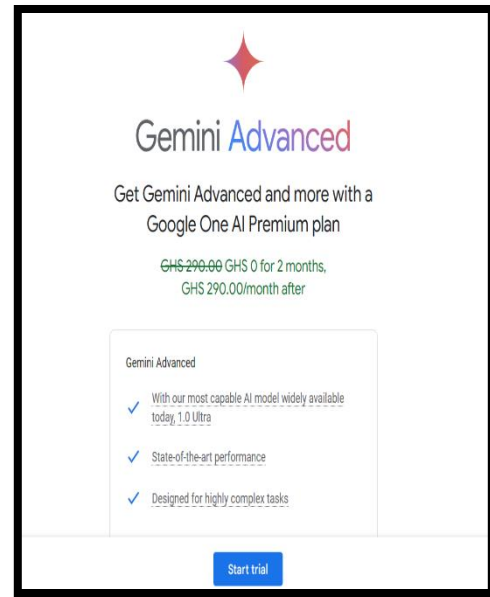 Gemini Advanced
Get Gemini Advanced and more with a
Google One AI Premium plan
GHS 290.00 GHS 0 for 2 months,
GHS 290.00/month after
Gemini Advanced
With our most capable AI model widely available
today, 1.0 Ultra
State-of-the-art performance
Designed for highly complex tasks
Start trial